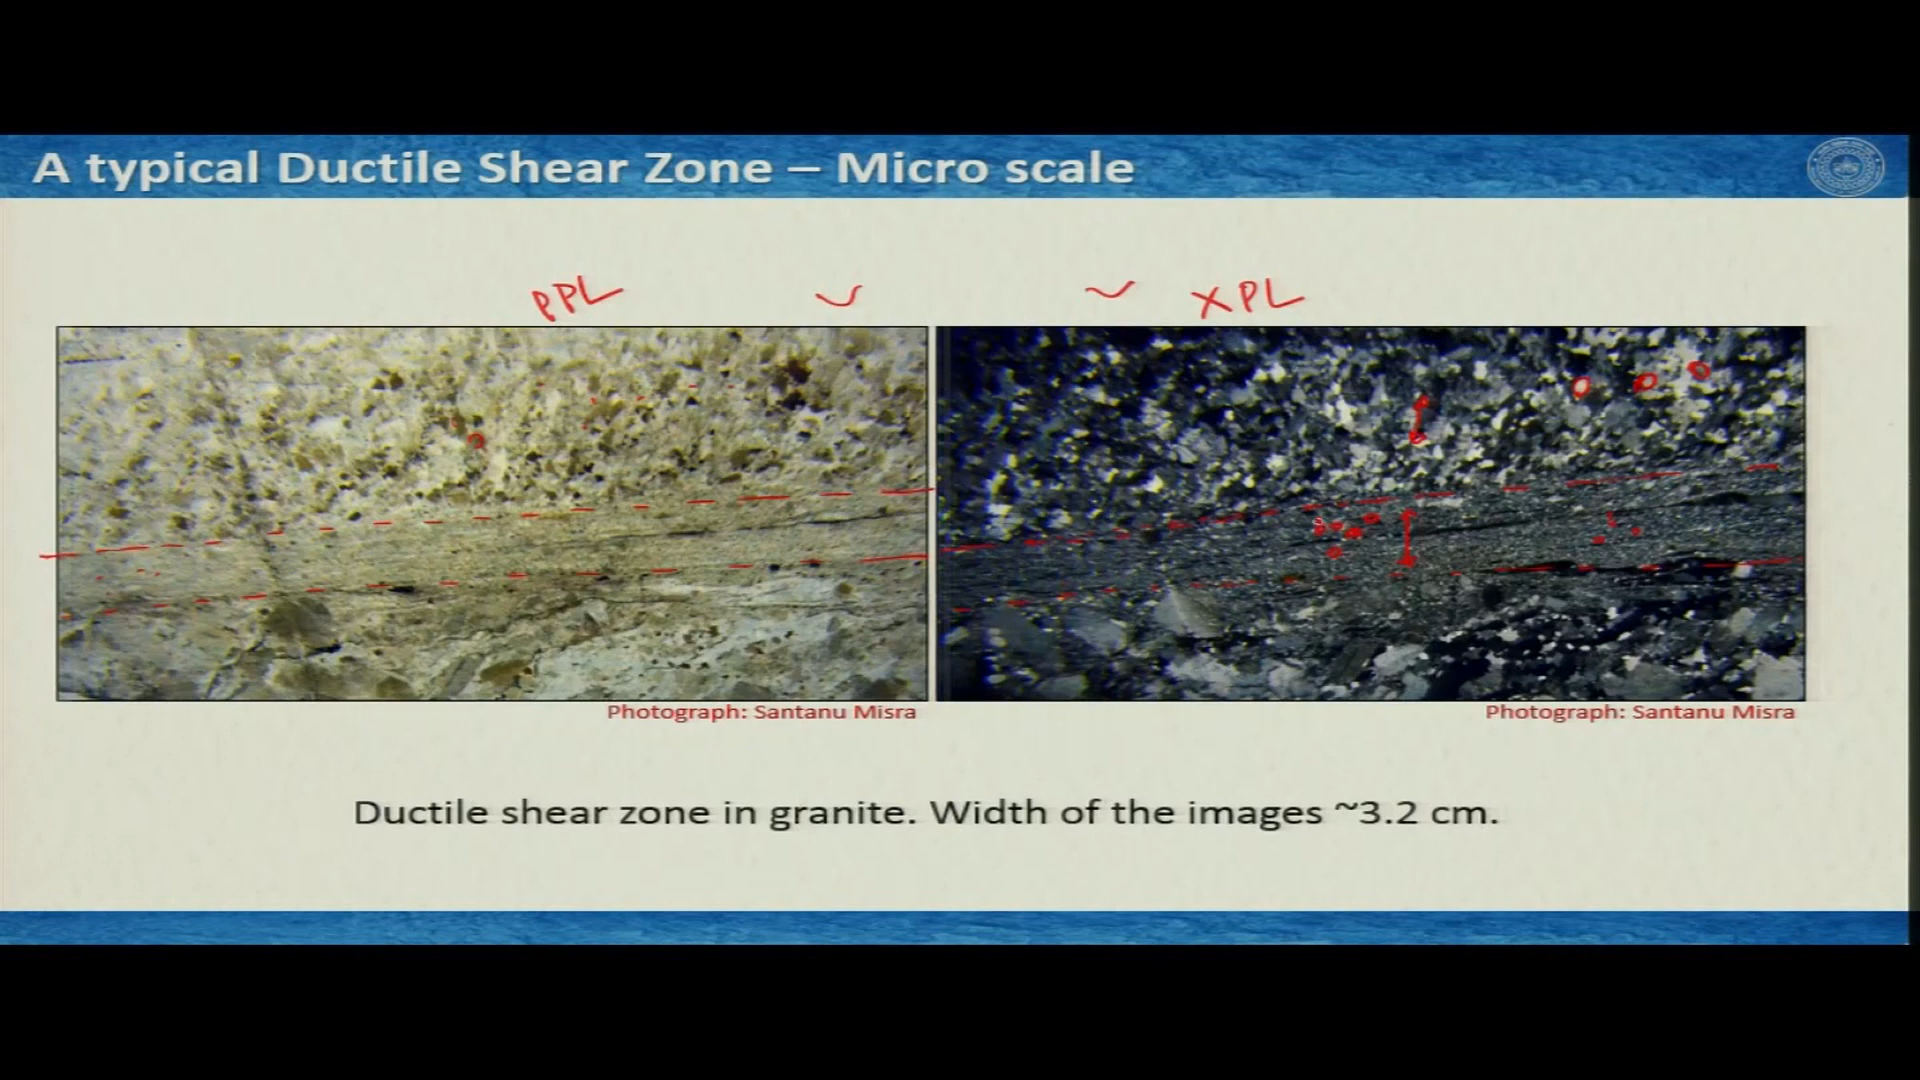 A typical Ductile Shear Zone – Micro scale
PPL
XPL
Photograph: Santanu Misra
Photograph: Santanu Misra
Ductile shear zone in granite. Width of the images ~3.2 cm.